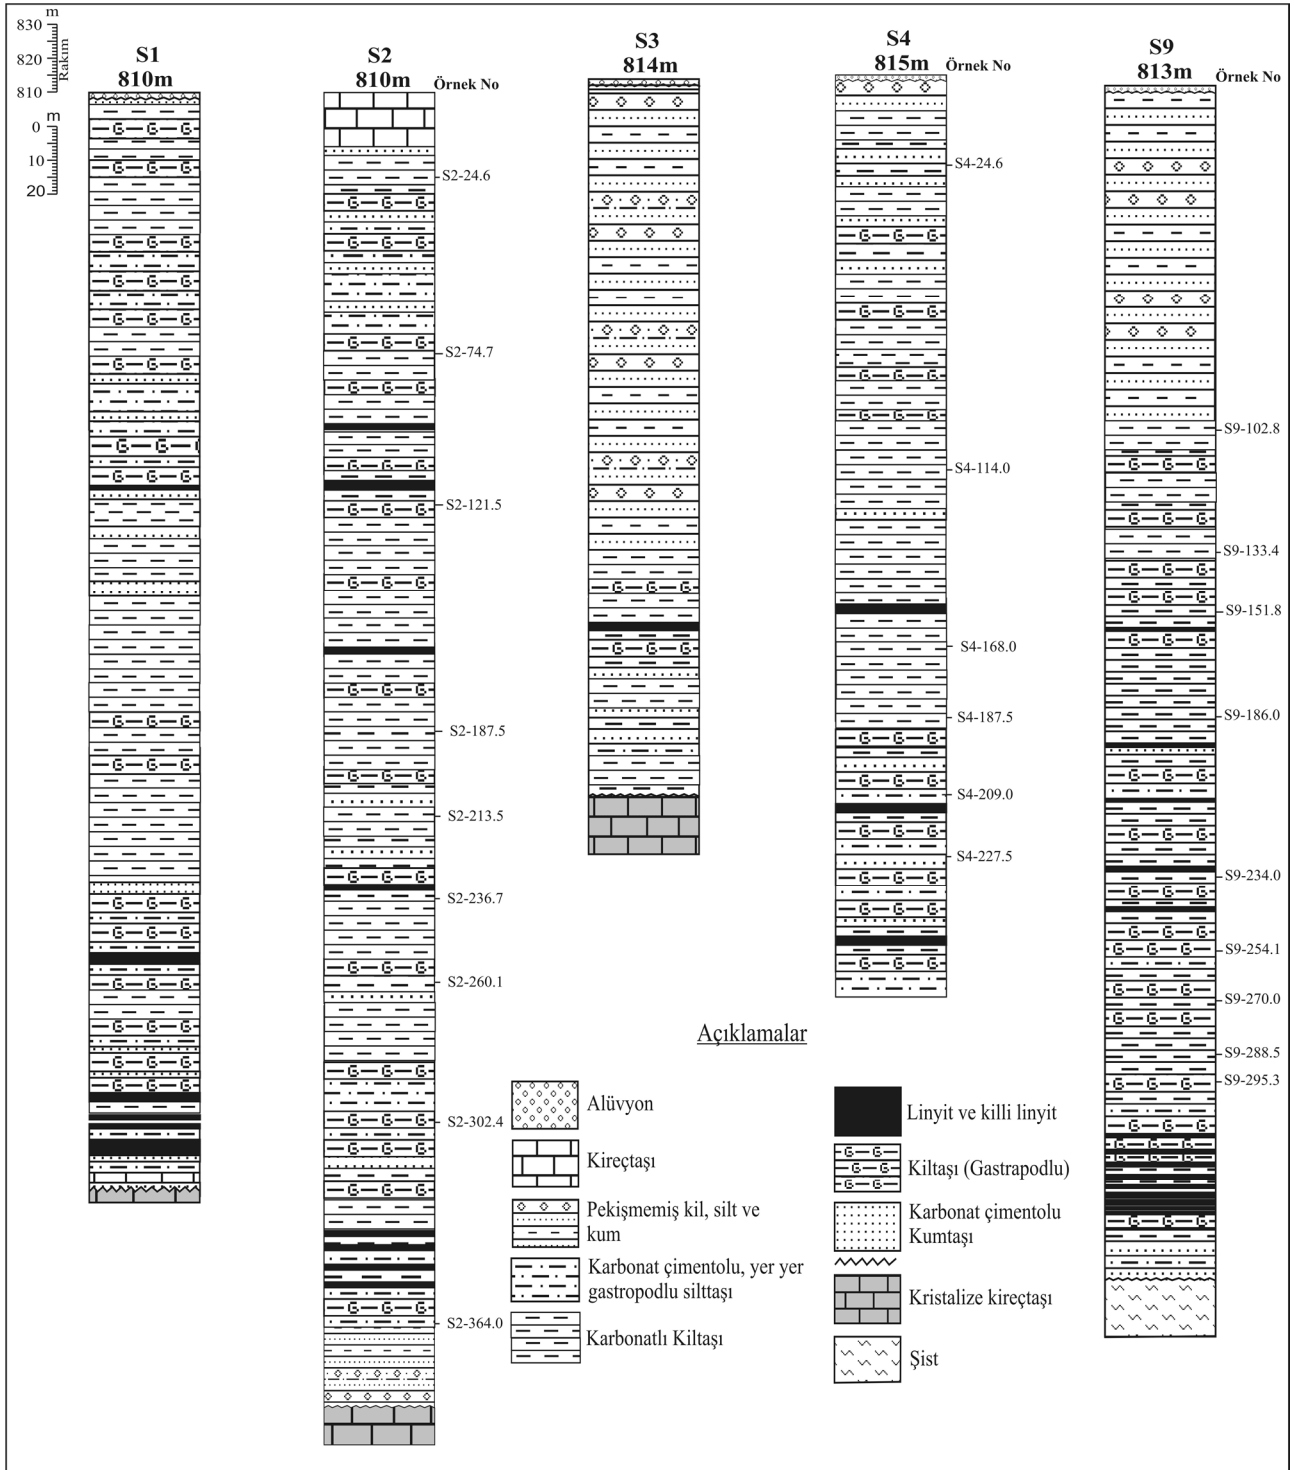 m
830
820
810
Rakım
m
0
10
20
S1
810m
S2
810m
Örnek No
S2-24.6
S2-74.7
S2-121.5
S2-187.5
S2-213.5
S2-236.7
S2-260.1
S2-302.4
S2-364.0
S3
814m
S4
815m
Örnek No
S4-24.6
S4-114.0
S4-168.0
S4-187.5
S4-209.0
S4-227.5
S9
813m
Örnek No
S9-102.8
S9-133.4
S9-151.8
S9-186.0
S9-234.0
S9-254.1
S9-270.0
S9-288.5
S9-295.3
Açıklamalar
Alüvyon
Kireçtaşı
Pekişmemiş kil, silt ve
kum
Karbonat çimentolu, yer yer
gastropodlu silttaşı
Karbonatlı Kiltaşı
Linyit ve killi linyit
Kiltaşı (Gastrapodlu)
Karbonat çimentolu
Kumtaşı
Kristalize kireçtaşı
Şist